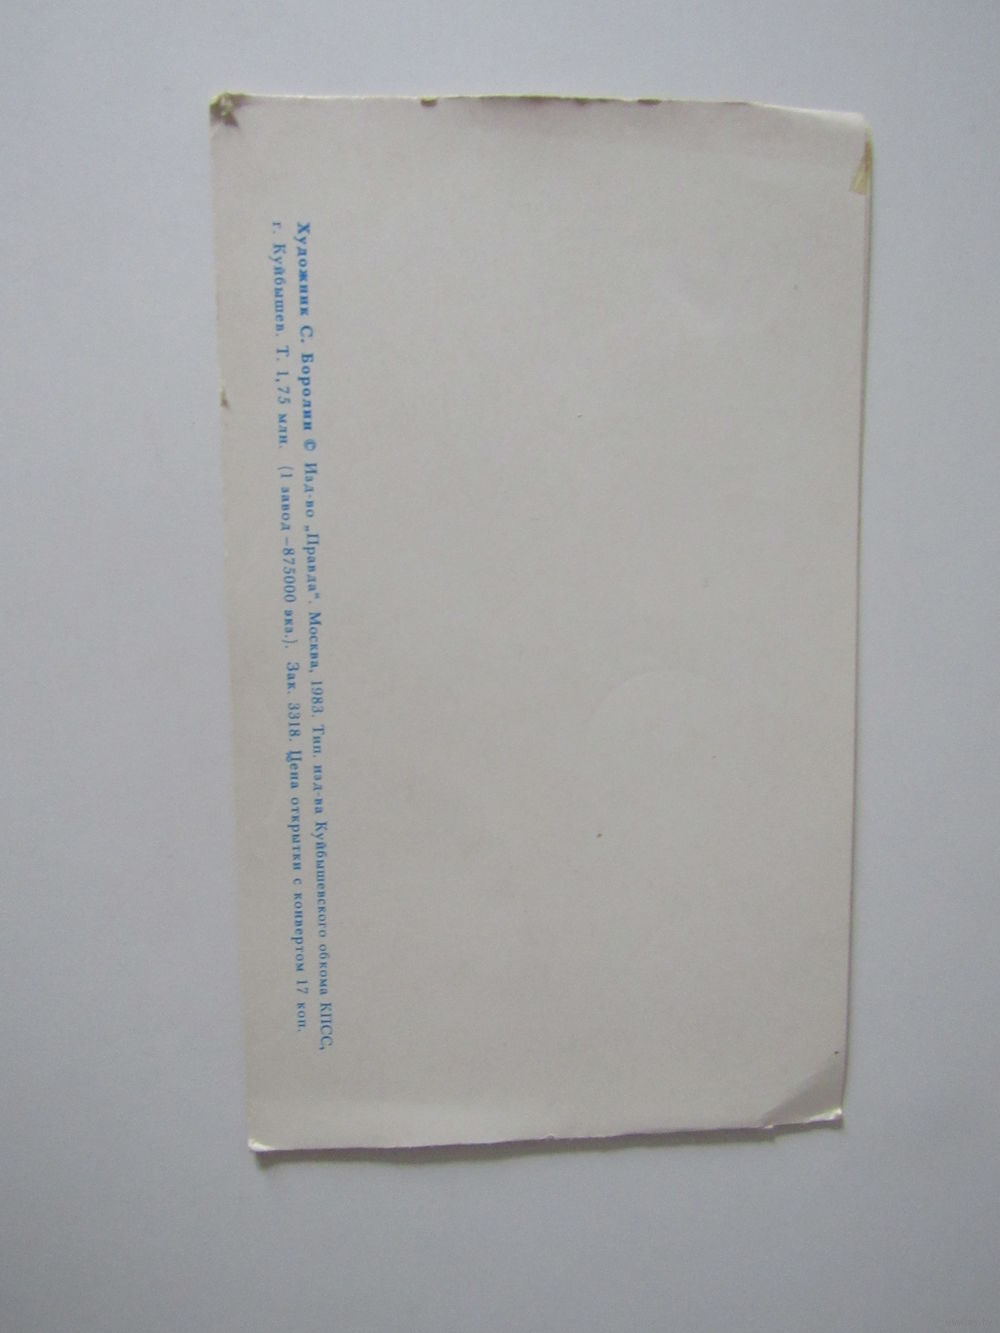 Художник С. Бородин © Изд-во „Правда“. Москва, 1983. Тип. изд-ва Куйбышевского обкома КПСС,
г. Куйбышев. Т. 1,75 млн. (1 завод –875000 экз.). Зак. 3318. Цена открытки с конвертом 17 коп.